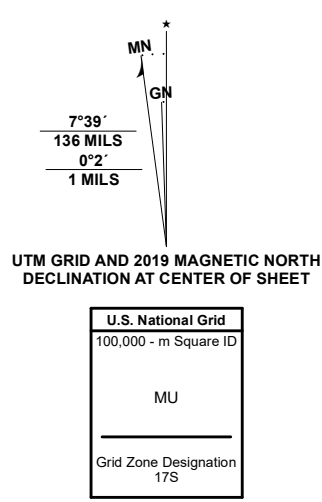 MN
GN
7°39´
136 MILS
0°2´
1 MILS
UTM GRID AND 2019 MAGNETIC NORTH
DECLINATION AT CENTER OF SHEET
U.S. National Grid
100,000 - m Square ID
MU
Grid Zone Designation
17S